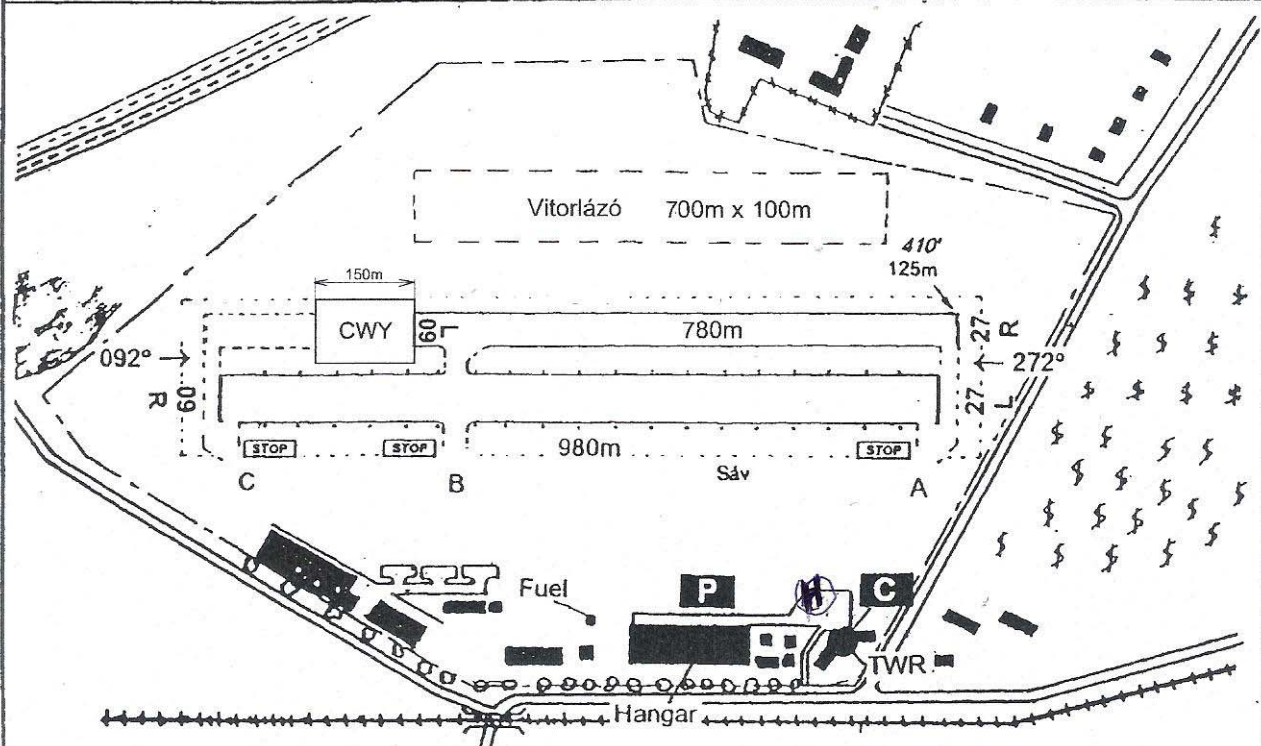 Vitorlázó 700m x 100m
410'
125m
150m
CWY
09
L
780m
27
R
092°
272°
09
R
27
L
STOP
STOP
980m
STOP
C
B
Sáv
A
Fuel
P
H
C
TWR
Hangar